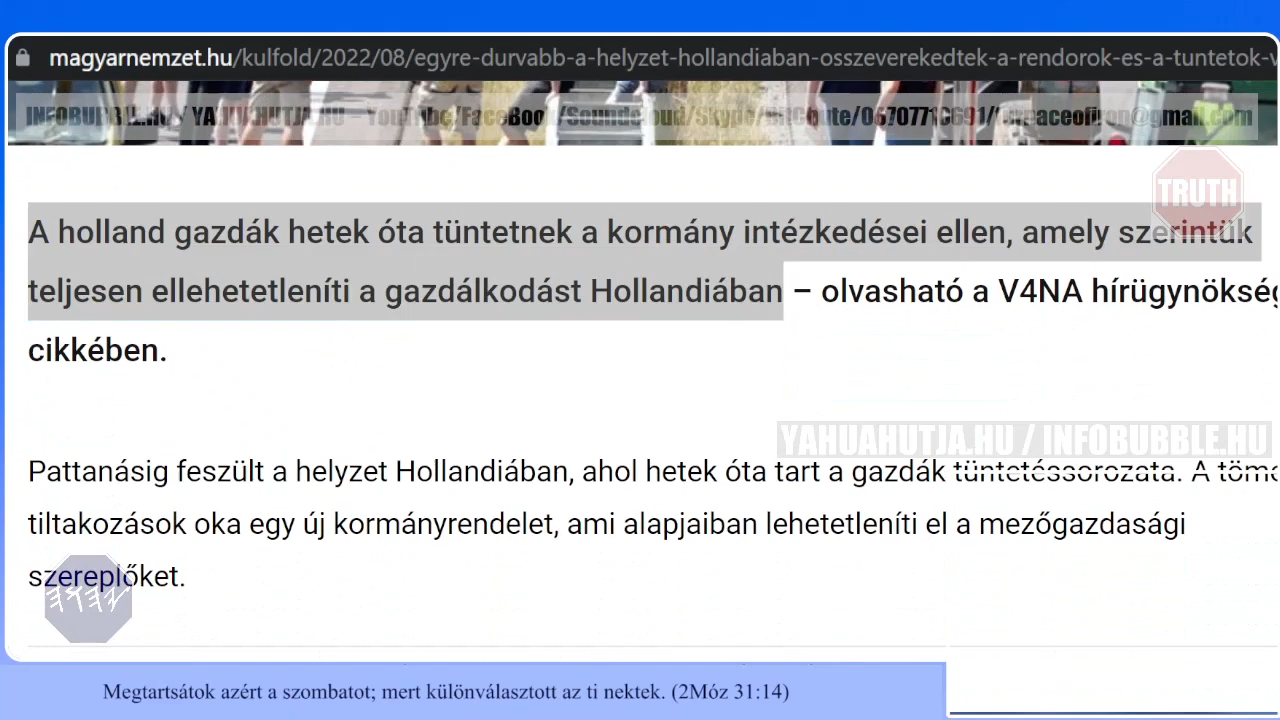 magyarnemzet.hu/kulfold/2022/08/egyre-durvabb-a-helyzet-hollandiaban-osszeverekedtek-a-rendorok-es-a-tuntetok-v
TRUTH
A holland gazdák hetek óta tüntetnek a kormány intézkedései ellen, amely szerintük
teljesen ellehetetleníti a gazdálkodást Hollandiában – olvasható a V4NA hírügynökség
cikkében.
YAHUAHUTJA.HU / INFOBUBBLE.HU
Pattanásig feszült a helyzet Hollandiában, ahol hetek óta tart a gazdák tüntetéssorozata. A töme
tiltakozások oka egy új kormányrendelet, ami alapjaiban lehetetleníti el a mezőgazdasági
szereplőket.
Megtartsátok azért a szombatot; mert különválasztott az ti nektek. (2Móz 31:14)